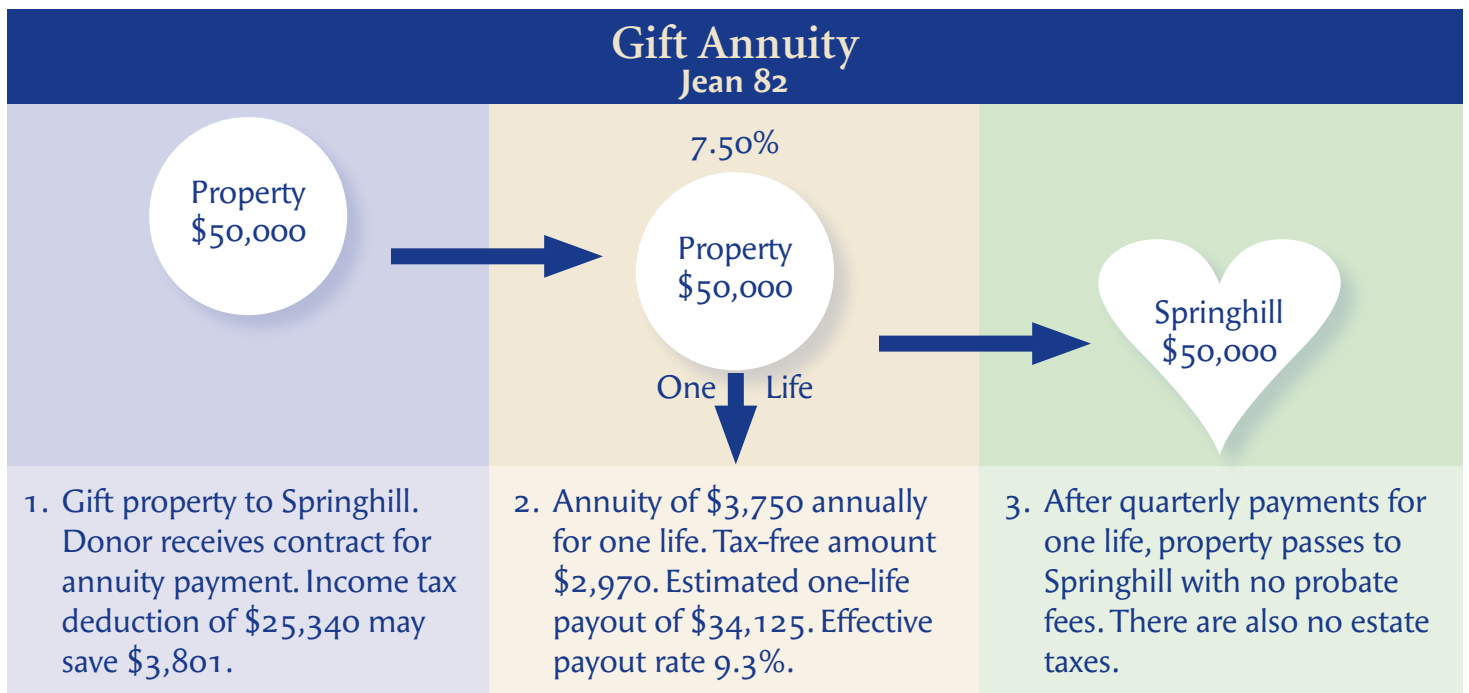 Gift Annuity
Jean 82
Property
$50,000
7.50%
Property
$50,000
One Life
Springhill
$50,000
1. Gift property to Springhill.
Donor receives contract for
annuity payment. Income tax
deduction of $25,340 may
save $3,801.
2. Annuity of $3,750 annually
for one life. Tax-free amount
$2,970. Estimated one-life
payout of $34,125. Effective
payout rate 9.3%.
3. After quarterly payments for
one life, property passes to
Springhill with no probate
fees. There are also no estate
taxes.